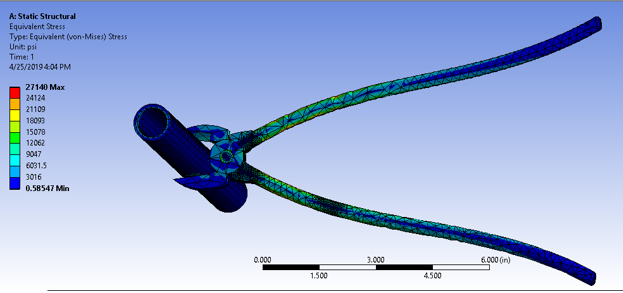 A: Static Structural
Equivalent Stress
Type: Equivalent (von-Mises) Stress
Unit: psi
Time: 1
4/25/2019 4:04 PM
27140 Max
24124
21109
18093
15078
12062
9047
6031.5
3016
0.58547 Min
0.000 3.000 6.000 (in)
1.500 4.500